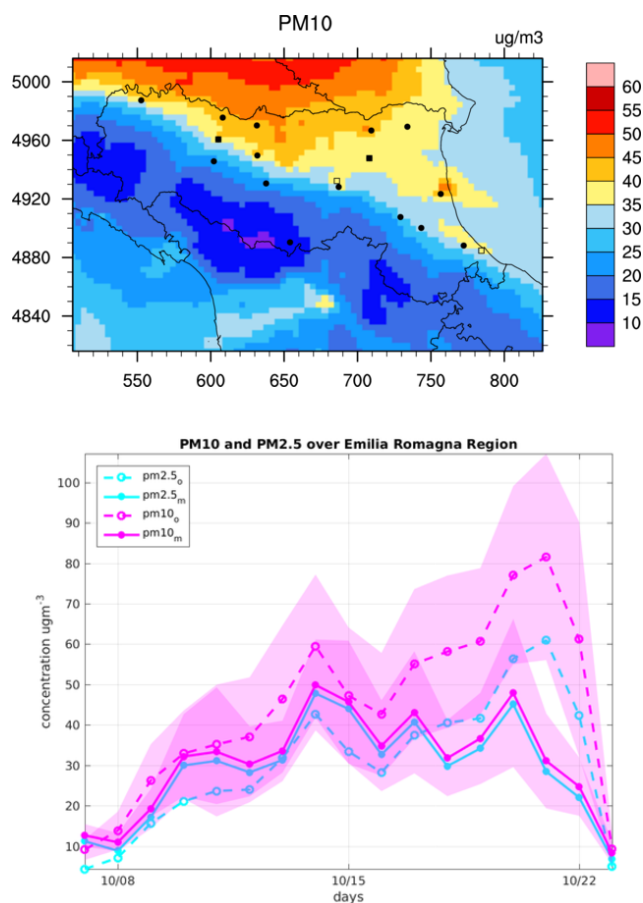 PM10
ug/m3
5000
4960
4920
4880
4840
550 600 650 700 750 800
60
55
50
45
40
35
30
25
20
15
10
PM10 and PM2.5 over Emilia Romagna Region
pm2.5o
pm2.5m
pm10o
pm10m
100
90
80
70
60
50
40
30
20
10
concentration ugm-3
10/08 10/15 10/22
days